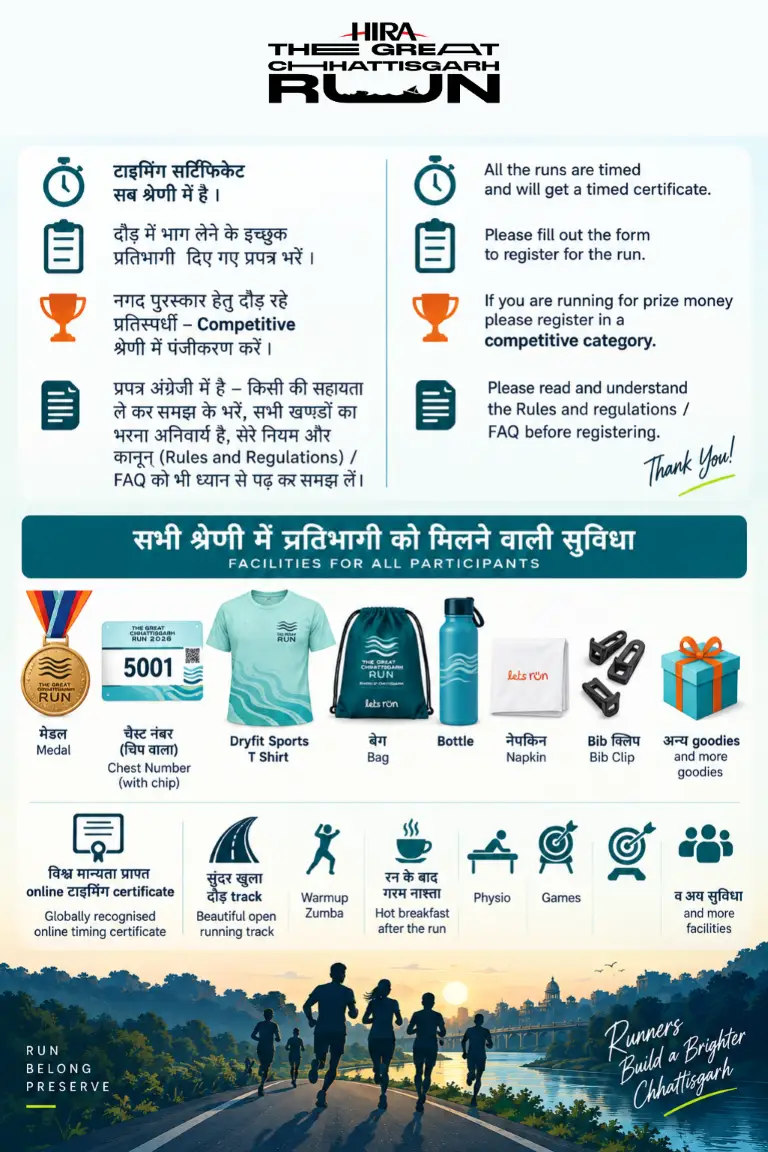 HIRA
THE GREAT
CHHATTISGARH
RUN
टाइमिंग सर्टिफिकेट
सब श्रेणी में है ।
दौड़ में भाग लेने के इच्छुक
प्रतिभागी दिए गए प्रपत्र भरें ।
नगद पुरस्कार हेतु दौड़ रहे
प्रतिस्पर्धी – Competitive
श्रेणी में पंजीकरण करें ।
प्रपत्र अंग्रेजी में है – किसी की सहायता
ले कर समझ के भरें, सभी खण्डों का
भरना अनिवार्य है, सेरे नियम और
कानून् (Rules and Regulations) /
FAQ को भी ध्यान से पढ़ कर समझ लें।
All the runs are timed
and will get a timed certificate.
Please fill out the form
to register for the run.
If you are running for prize money
please register in a
competitive category.
Please read and understand
the Rules and regulations /
FAQ before registering.
Thank You!
सभी श्रेणी में प्रतिभागी को मिलने वाली सुविधा
FACILITIES FOR ALL PARTICIPANTS
THE GREAT
CHHATTISGARH
RUN
THE GREAT
CHHATTISGARH
RUN 2026
5001
RUN
THE GREAT
CHHATTISGARH
RUN
lets run
lets run
मेडल
Medal
चैस्ट नंबर
(चिप वाला)
Chest Number
(with chip)
Dryfit Sports
T Shirt
बेग
Bag
Bottle
नेपकिन
Napkin
Bib क्लिप
Bib Clip
अन्य goodies
and more
goodies
विश्व मान्यता प्राप्त
online टाइमिंग certificate
Globally recognised
online timing certificate
सुंदर खुला
दौड़ track
Beautiful open
running track
Warmup
Zumba
रन के बाद
गरम नास्ता
Hot breakfast
after the run
Physio
Games
व अय सुविधा
and more
facilities
RUN
BELONG
PRESERVE
Runners
Build a Brighter
Chhattisgarh